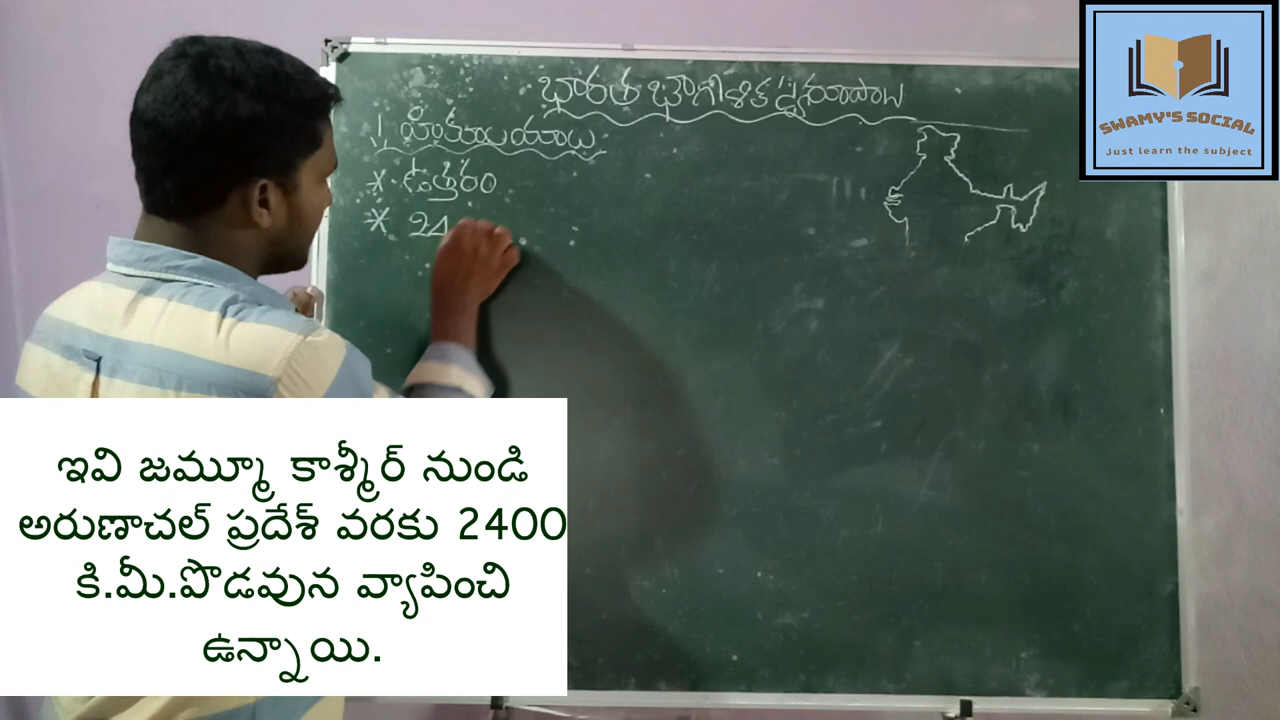 భారత భౌగోళిక స్వరూపాలు
1. హిమాలయాలు
* ఉత్తరం
* 24
SWAMY'S SOCIAL
Just learn the subject
ఇవి జమ్మూ కాశ్మీర్ నుండి
అరుణాచల్ ప్రదేశ్ వరకు 2400
కి.మీ.పొడవున వ్యాపించి
ఉన్నాయి.